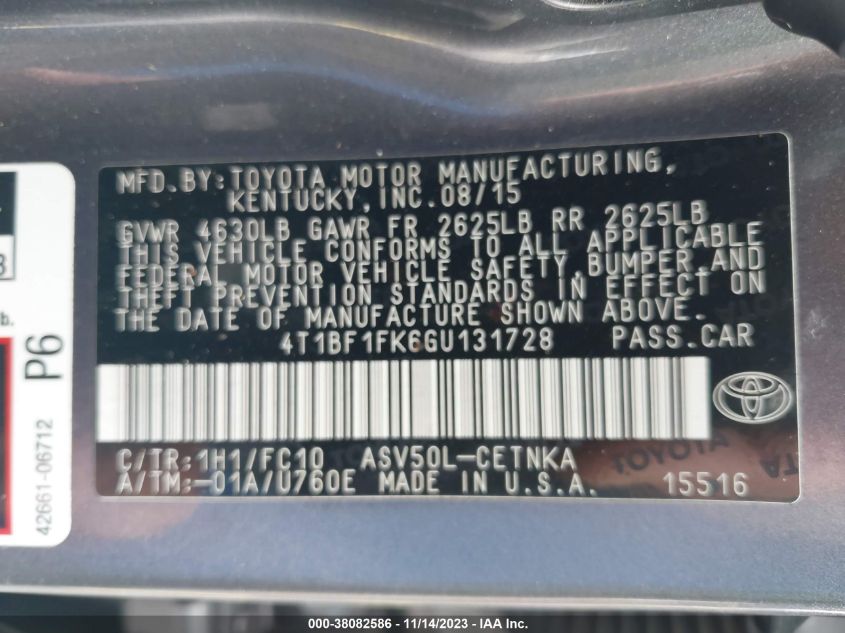 MFD.BY:TOYOTA MOTOR MANUFACTURING,
KENTUCKY,INC.08/15
GVWR 4630LB GAWR FR 2625LB RR 2625LB
THIS VEHICLE CONFORMS TO ALL APPLICABLE
FEDERAL MOTOR VEHICLE SAFETY,BUMPER AND
THEFT PREVENTION STANDARDS IN EFFECT ON
THE DATE OF MANUFACTURE SHOWN ABOVE.
4T1BF1FK6GU131728 PASS.CAR
C/TR:1H1/FC10 ASV50L-CETNKA
A/TM:-01A/U760E MADE IN U.S.A. 15516
TOYOTA
b.
P6
42661-06712
000-38082586 - 11/14/2023 - IAA Inc.